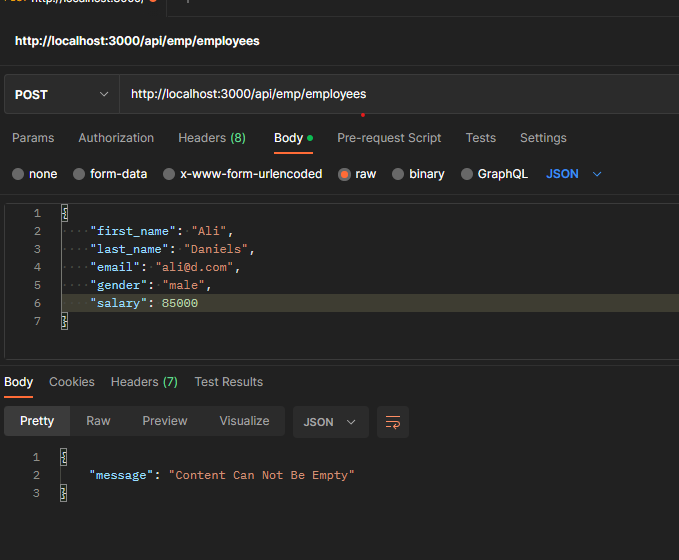 http://localhost:3000/api/emp/employees
POST http://localhost:3000/api/emp/employees
Params Authorization Headers (8) Body Pre-request Script Tests Settings
none form-data x-www-form-urlencoded raw binary GraphQL JSON
1 {
2 "first_name": "Ali",
3 "last_name": "Daniels",
4 "email": "ali@d.com",
5 "gender": "male",
6 "salary": 85000
7 }
Body Cookies Headers (7) Test Results
Pretty Raw Preview Visualize JSON
1 {
2 "message": "Content Can Not Be Empty"
3 }